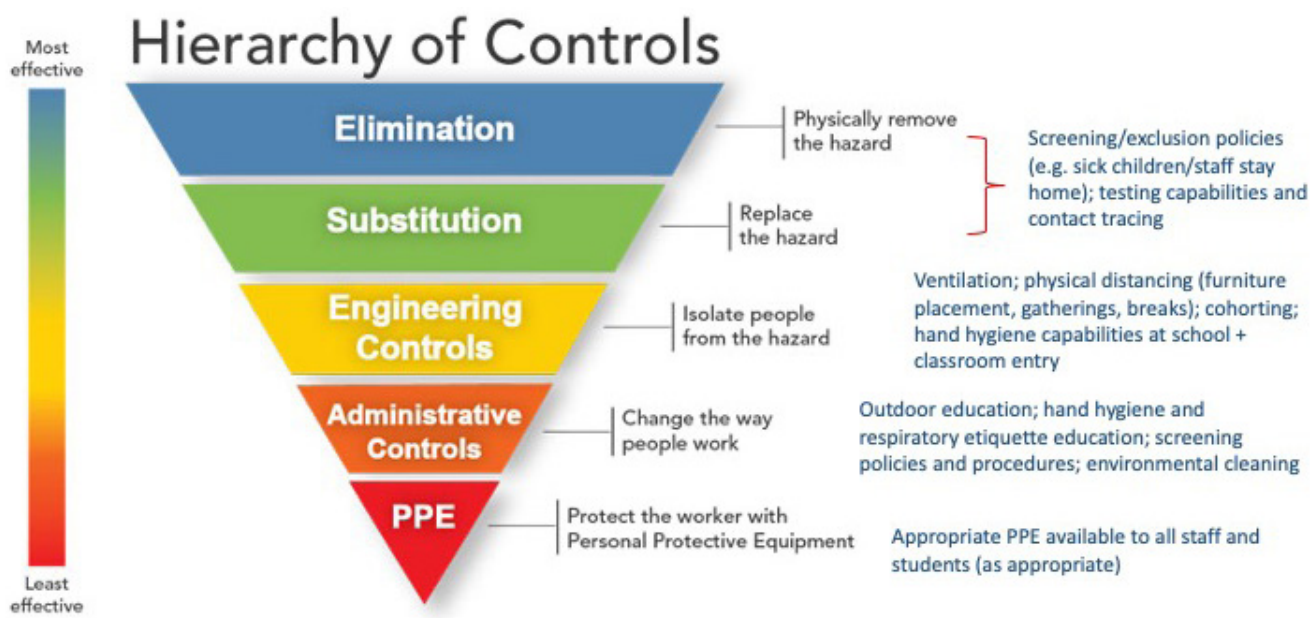 Hierarchy of Controls
Most
effective
Elimination
Physically remove
the hazard
Screening/exclusion policies
(e.g. sick children/staff stay
home); testing capabilities and
contact tracing
Substitution
Replace
the hazard
Engineering
Controls
Isolate people
from the hazard
Ventilation; physical distancing (furniture
placement, gatherings, breaks); cohorting;
hand hygiene capabilities at school +
classroom entry
Administrative
Controls
Change the way
people work
Outdoor education; hand hygiene and
respiratory etiquette education; screening
policies and procedures; environmental cleaning
PPE
Protect the worker with
Personal Protective Equipment
Appropriate PPE available to all staff and
students (as appropriate)
Least
effective